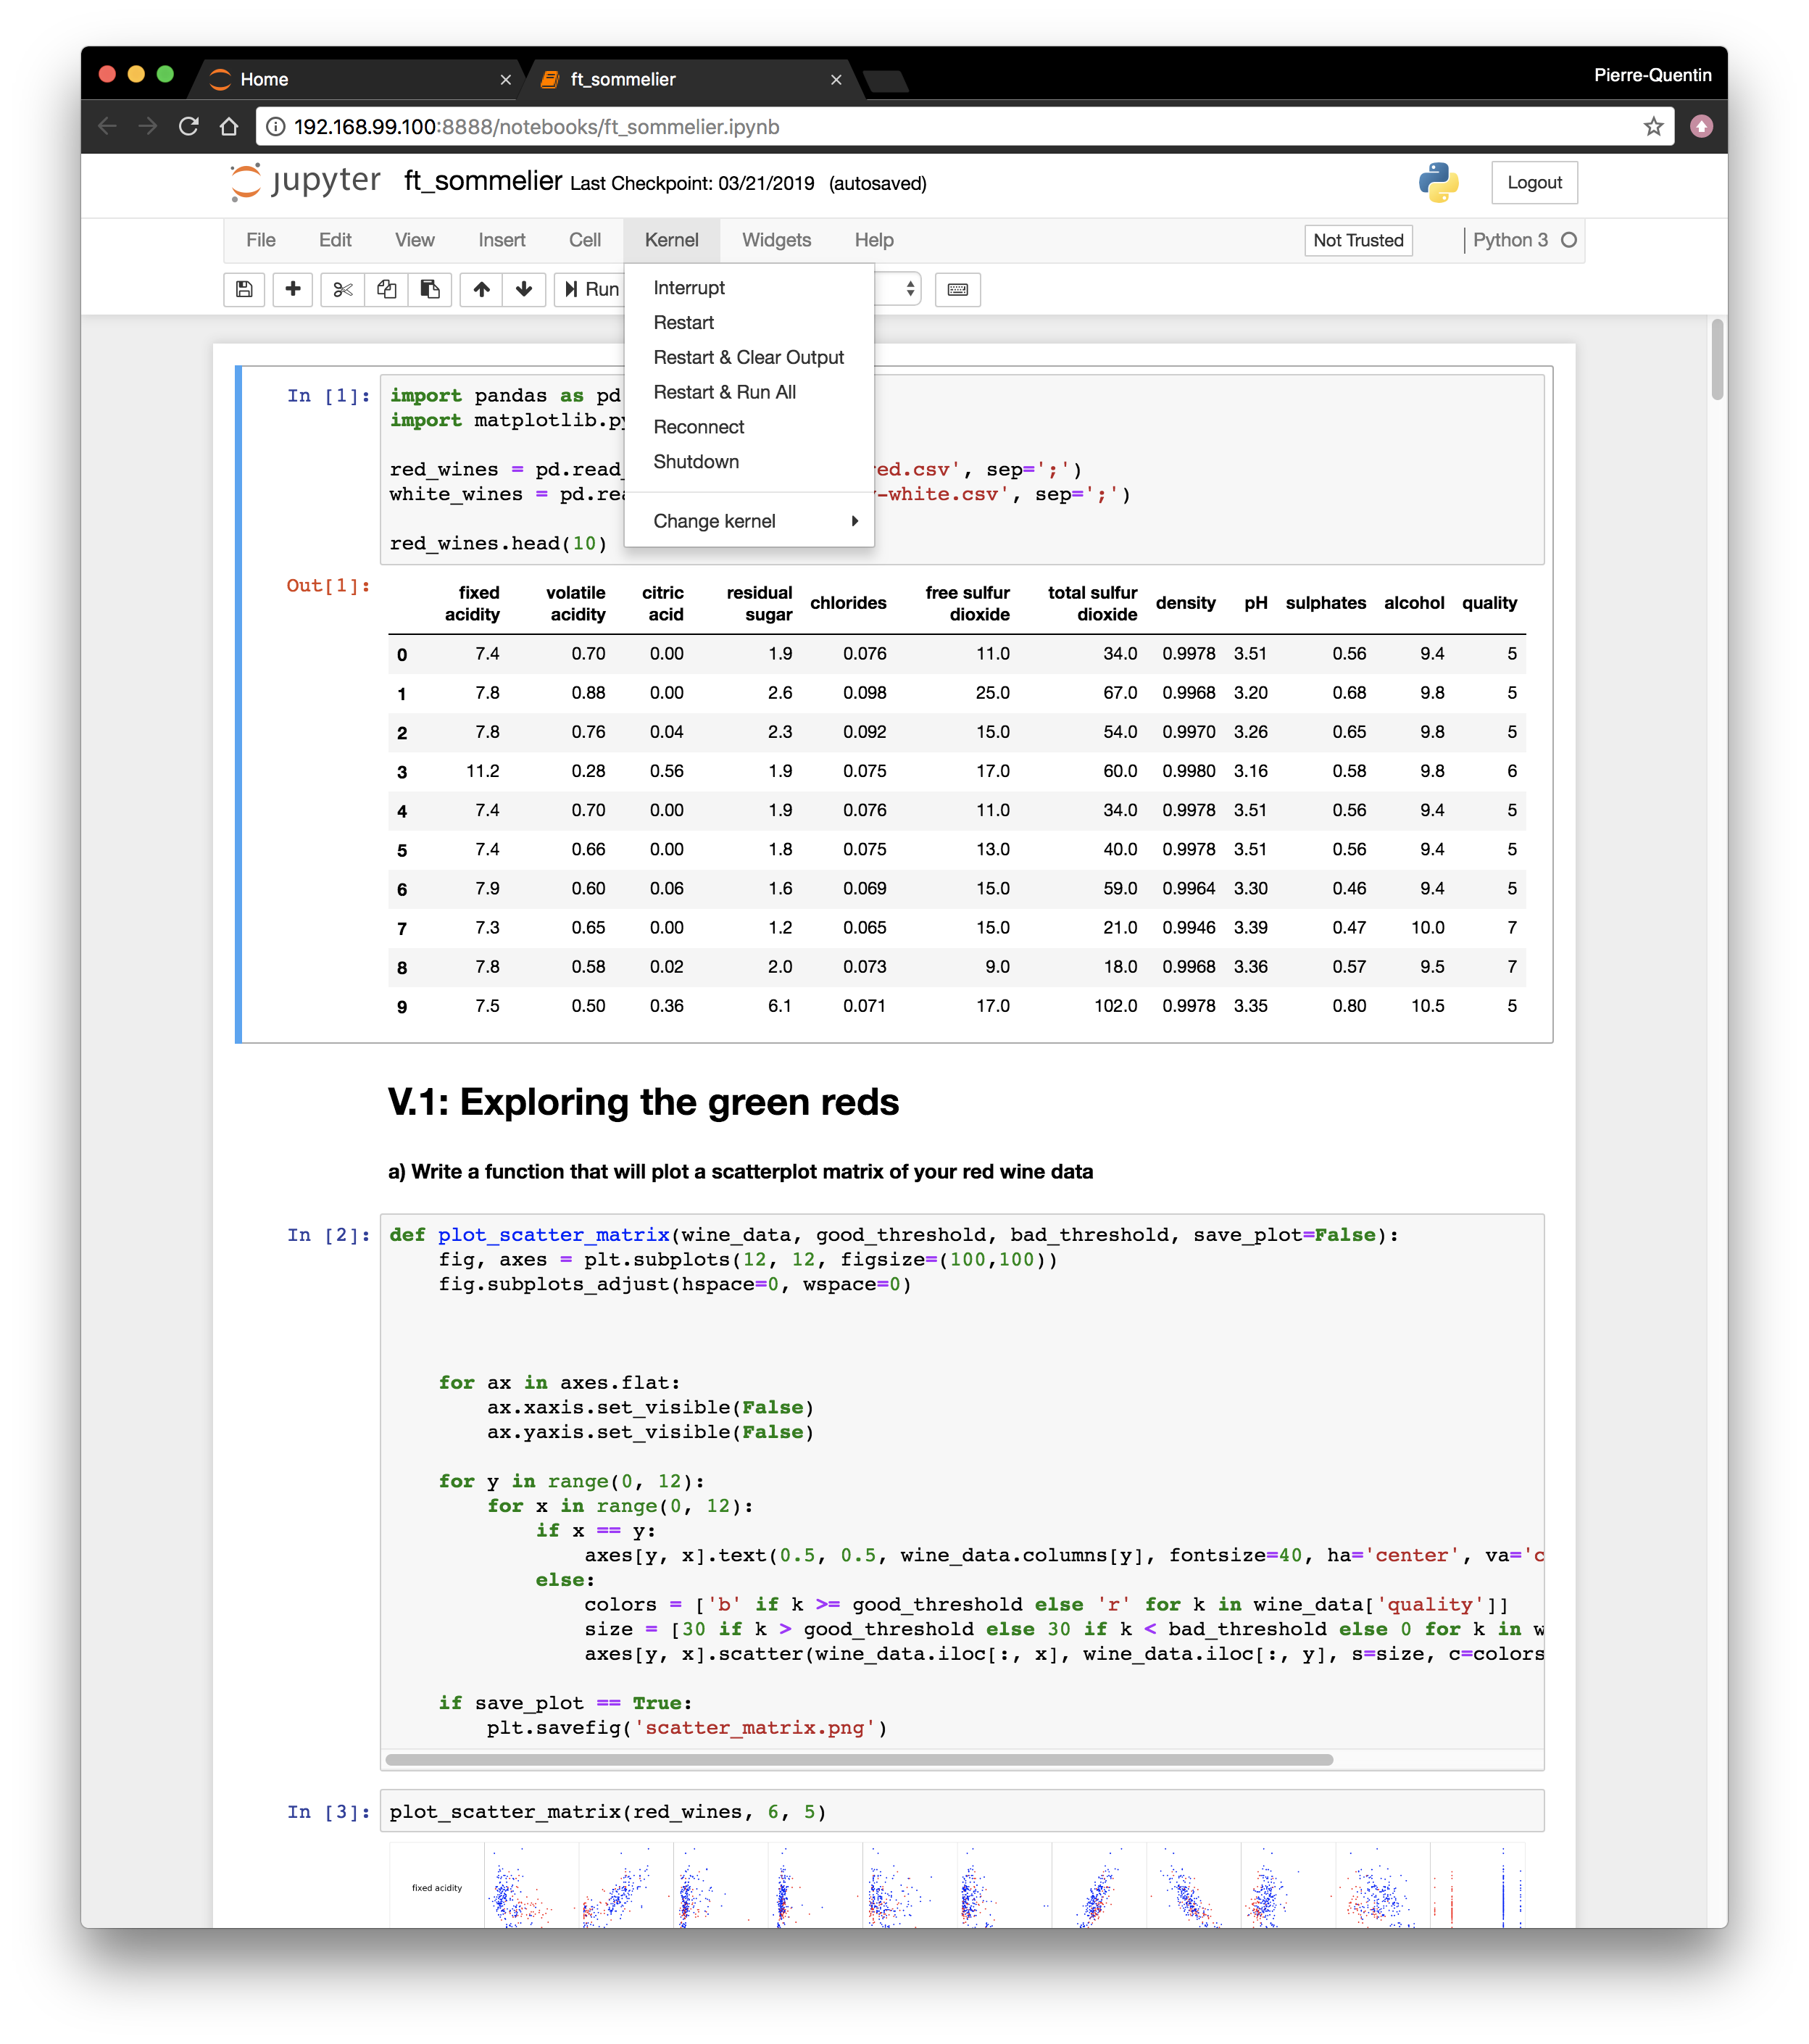 Home
ft_sommelier
Pierre-Quentin
192.168.99.100:8888/notebooks/ft_sommelier.ipynb
jupyter ft_sommelier Last Checkpoint: 03/21/2019 (autosaved)
Logout
File Edit View Insert Cell Kernel Widgets Help
Not Trusted
Python 3
Run
Interrupt
Restart
Restart & Clear Output
Restart & Run All
Reconnect
Shutdown
Change kernel
In [1]: import pandas as pd
import matplotlib.py
red_wines = pd.read_ ed.csv', sep=';')
white_wines = pd.rea -white.csv', sep=';')
red_wines.head(10)
Out[1]:
fixed acidity volatile acidity citric acid residual sugar chlorides free sulfur dioxide total sulfur dioxide density pH sulphates alcohol quality
0 7.4 0.70 0.00 1.9 0.076 11.0 34.0 0.9978 3.51 0.56 9.4 5
1 7.8 0.88 0.00 2.6 0.098 25.0 67.0 0.9968 3.20 0.68 9.8 5
2 7.8 0.76 0.04 2.3 0.092 15.0 54.0 0.9970 3.26 0.65 9.8 5
3 11.2 0.28 0.56 1.9 0.075 17.0 60.0 0.9980 3.16 0.58 9.8 6
4 7.4 0.70 0.00 1.9 0.076 11.0 34.0 0.9978 3.51 0.56 9.4 5
5 7.4 0.66 0.00 1.8 0.075 13.0 40.0 0.9978 3.51 0.56 9.4 5
6 7.9 0.60 0.06 1.6 0.069 15.0 59.0 0.9964 3.30 0.46 9.4 5
7 7.3 0.65 0.00 1.2 0.065 15.0 21.0 0.9946 3.39 0.47 10.0 7
8 7.8 0.58 0.02 2.0 0.073 9.0 18.0 0.9968 3.36 0.57 9.5 7
9 7.5 0.50 0.36 6.1 0.071 17.0 102.0 0.9978 3.35 0.80 10.5 5
V.1: Exploring the green reds
a) Write a function that will plot a scatterplot matrix of your red wine data
In [2]: def plot_scatter_matrix(wine_data, good_threshold, bad_threshold, save_plot=False):
fig, axes = plt.subplots(12, 12, figsize=(100,100))
fig.subplots_adjust(hspace=0, wspace=0)
for ax in axes.flat:
ax.xaxis.set_visible(False)
ax.yaxis.set_visible(False)
for y in range(0, 12):
for x in range(0, 12):
if x == y:
axes[y, x].text(0.5, 0.5, wine_data.columns[y], fontsize=40, ha='center', va='c
else:
colors = ['b' if k >= good_threshold else 'r' for k in wine_data['quality']]
size = [30 if k > good_threshold else 30 if k < bad_threshold else 0 for k in w
axes[y, x].scatter(wine_data.iloc[:, x], wine_data.iloc[:, y], s=size, c=colors
if save_plot == True:
plt.savefig('scatter_matrix.png')
In [3]: plot_scatter_matrix(red_wines, 6, 5)
fixed acidity